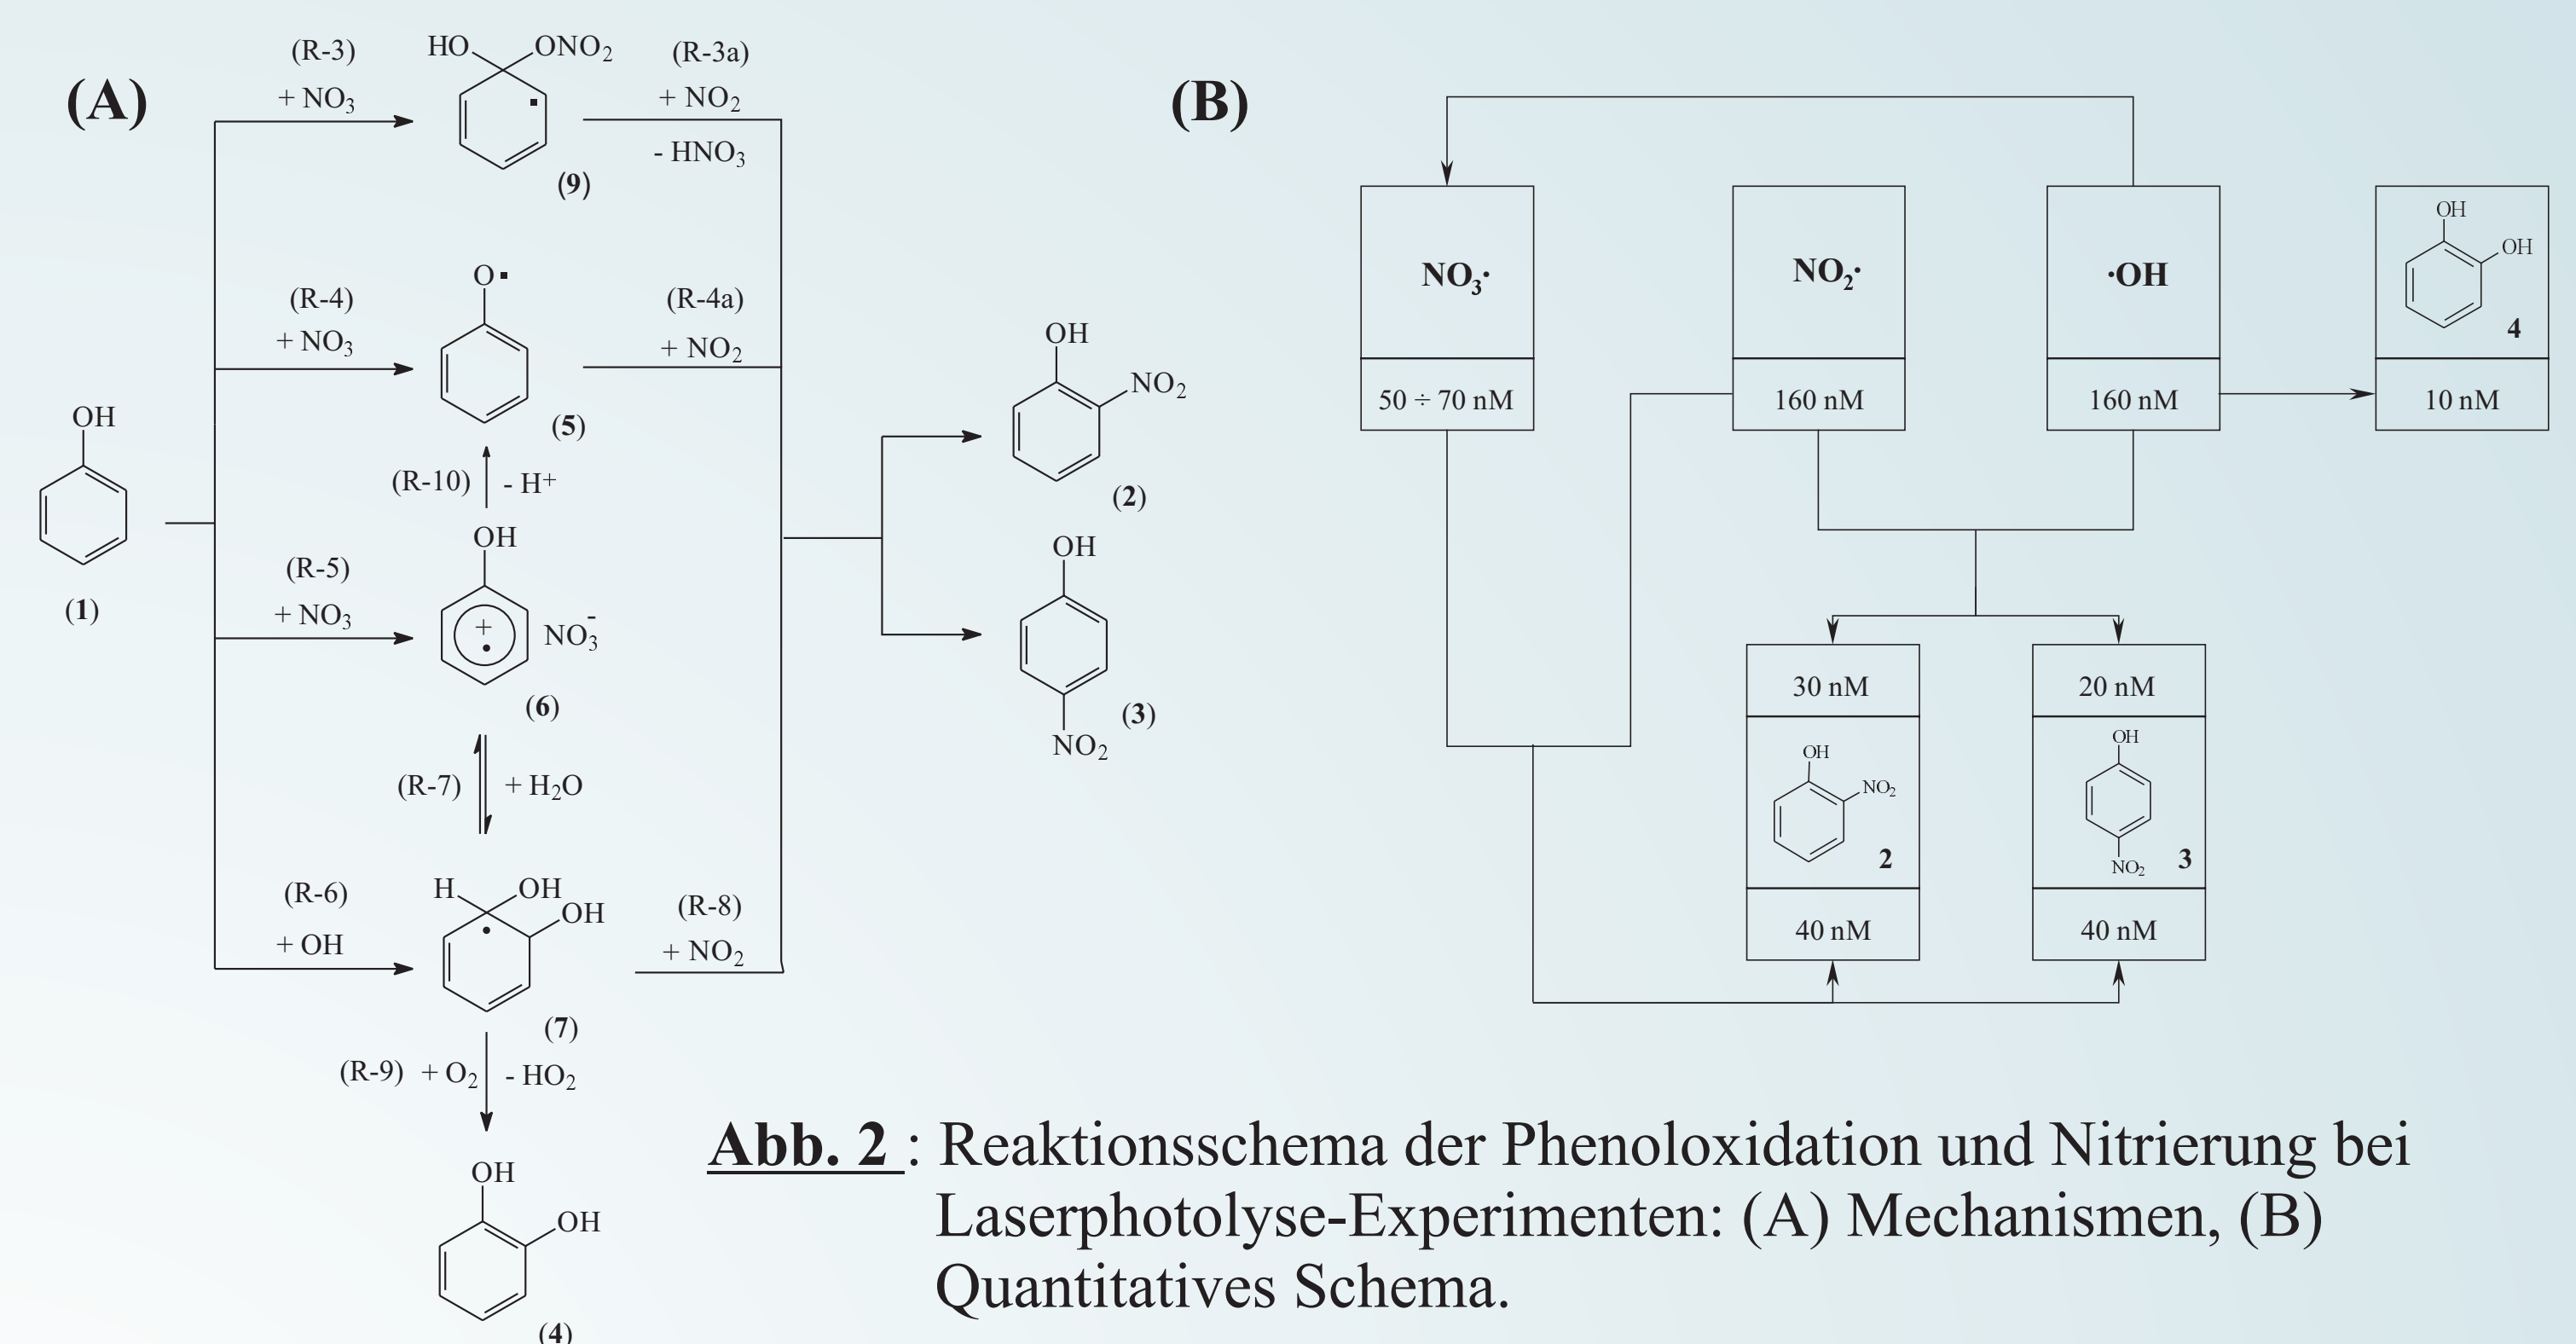 (A)
(R-3)
+ NO3
HO
ONO2
(9)
(R-3a)
+ NO2
- HNO3
(R-4)
+ NO3
O
(5)
(R-4a)
+ NO2
(R-10)
- H+
OH
(1)
(R-5)
+ NO3
OH
+
NO3-
(6)
(R-7)
+ H2O
(R-6)
+ OH
H
OH
OH
(7)
(R-8)
+ NO2
(R-9)
+ O2
- HO2
OH
OH
(4)
OH
NO2
(2)
OH
NO2
(3)
(B)
NO3·
50 ÷ 70 nM
NO2·
160 nM
·OH
160 nM
OH
OH
4
10 nM
30 nM
OH
NO2
2
40 nM
20 nM
OH
NO2
3
40 nM
Abb. 2 : Reaktionsschema der Phenoloxidation und Nitrierung bei
Laserphotolyse-Experimenten: (A) Mechanismen, (B)
Quantitatives Schema.